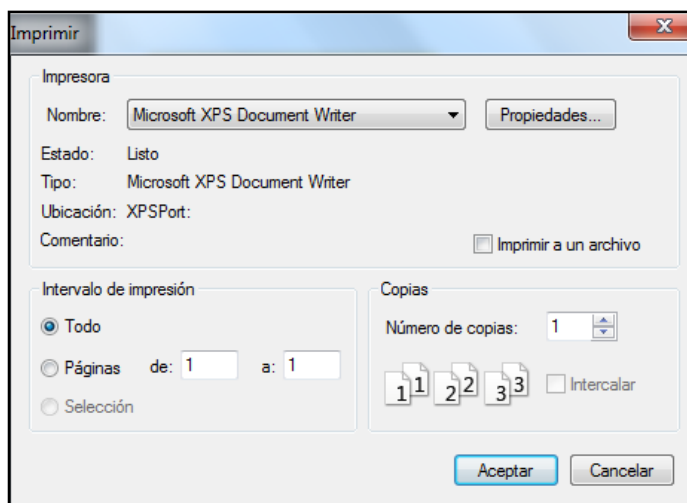 Imprimir
Impresora
Nombre: Microsoft XPS Document Writer Propiedades...
Estado: Listo
Tipo: Microsoft XPS Document Writer
Ubicación: XPSPort:
Comentario: Imprimir a un archivo
Intervalo de impresión
Todo
Páginas de: 1 a: 1
Selección
Copias
Número de copias: 1
1 1 2 2 3 3 Intercalar
Aceptar Cancelar